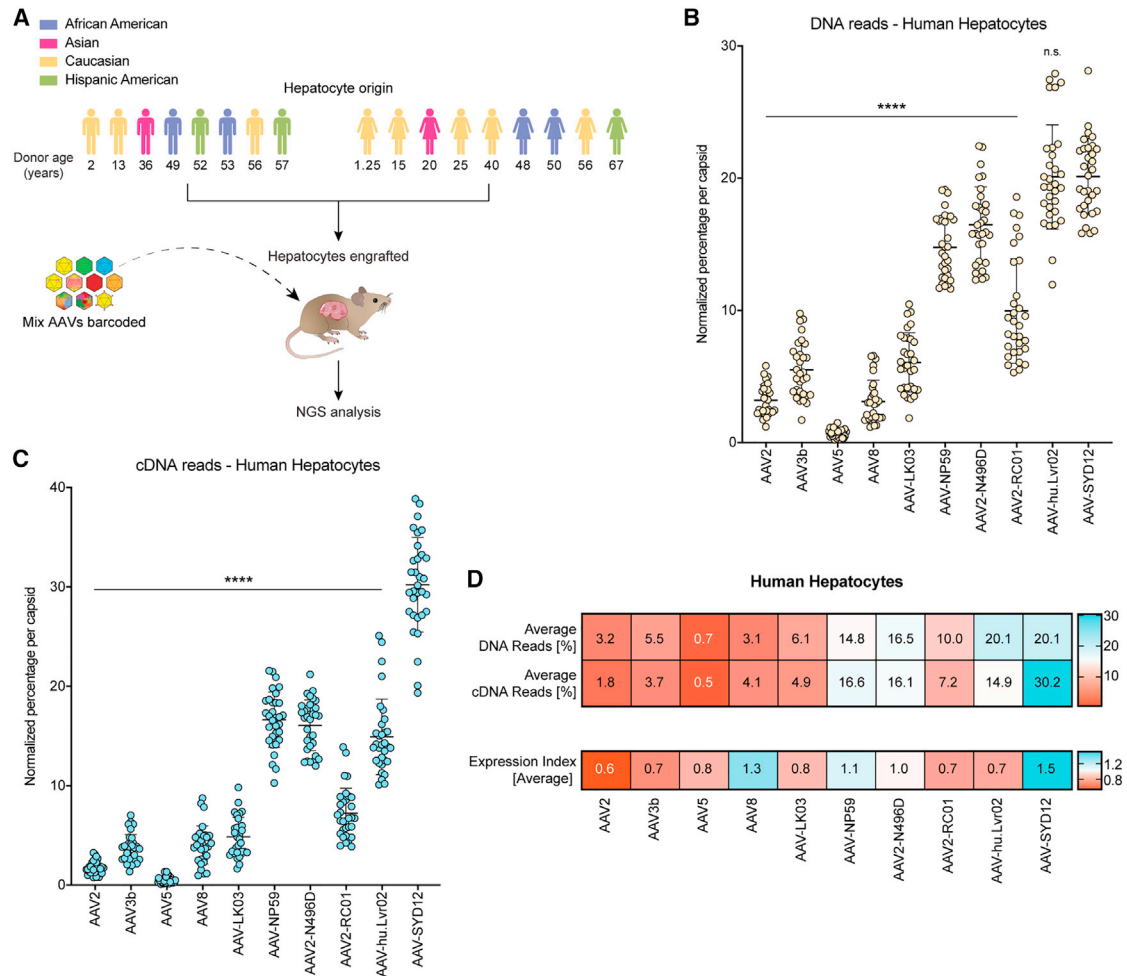 A
African American
Asian
Caucasian
Hispanic American
Hepatocyte origin
Donor age
(years)
2 13 36 49 52 53 56 57 1.25 15 20 25 40 48 50 56 67
Hepatocytes engrafted
Mix AAVs barcoded
NGS analysis
B
DNA reads - Human Hepatocytes
Normalized percentage per capsid
30
20
10
0
n.s.
****
AAV2
AAV3b
AAV5
AAV8
AAV-LK03
AAV-NP59
AAV2-N496D
AAV2-RC01
AAV-hu.Lvr02
AAV-SYD12
C
cDNA reads - Human Hepatocytes
Normalized percentage per capsid
40
30
20
10
0
****
AAV2
AAV3b
AAV5
AAV8
AAV-LK03
AAV-NP59
AAV2-N496D
AAV2-RC01
AAV-hu.Lvr02
AAV-SYD12
D
Human Hepatocytes
Average
DNA Reads [%]
3.2 5.5 0.7 3.1 6.1 14.8 16.5 10.0 20.1 20.1
Average
cDNA Reads [%]
1.8 3.7 0.5 4.1 4.9 16.6 16.1 7.2 14.9 30.2
30
20
10
Expression Index
[Average]
0.6 0.7 0.8 1.3 0.8 1.1 1.0 0.7 0.7 1.5
1.2
0.8
AAV2
AAV3b
AAV5
AAV8
AAV-LK03
AAV-NP59
AAV2-N496D
AAV2-RC01
AAV-hu.Lvr02
AAV-SYD12